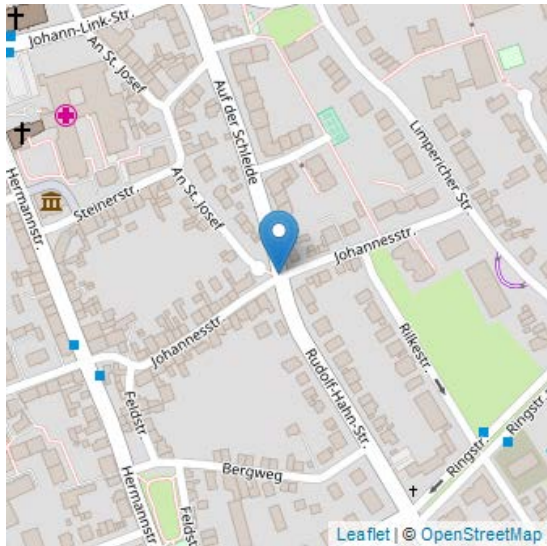 Johann-Link-Str.
An St. Josef
Auf der Schleide
Limpericher Str.
Hermannstr.
Steinerstr.
An St. Josef
Johannesstr.
Johannesstr.
Rilkestr.
Rudolf-Hahn-Str.
Feldstr.
Ringstr.
Ringstr.
Bergweg
Hermannstr.
Feldstr.
Leaflet | © OpenStreetMap